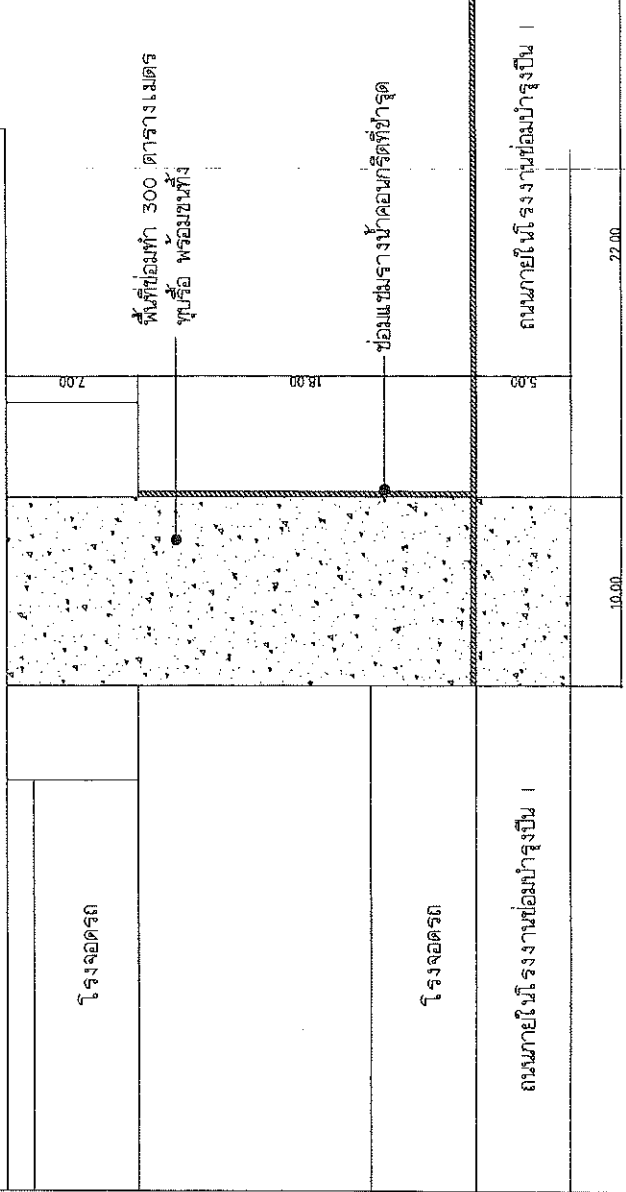 พื้นที่ซ่อมทำ 300 ตารางเมตร
ทุบรื้อ พร้อมขนทิ้ง
ซ่อมแซมรางน้ำคอนกรีตที่ชำรุด
7.00
18.00
5.00
โรงจอดรถ
โรงจอดรถ
ถนนภายในโรงงานซ่อมบำรุงปืน 1
ถนนภายในโรงงานซ่อมบำรุงปืน 1
10.00
22.00